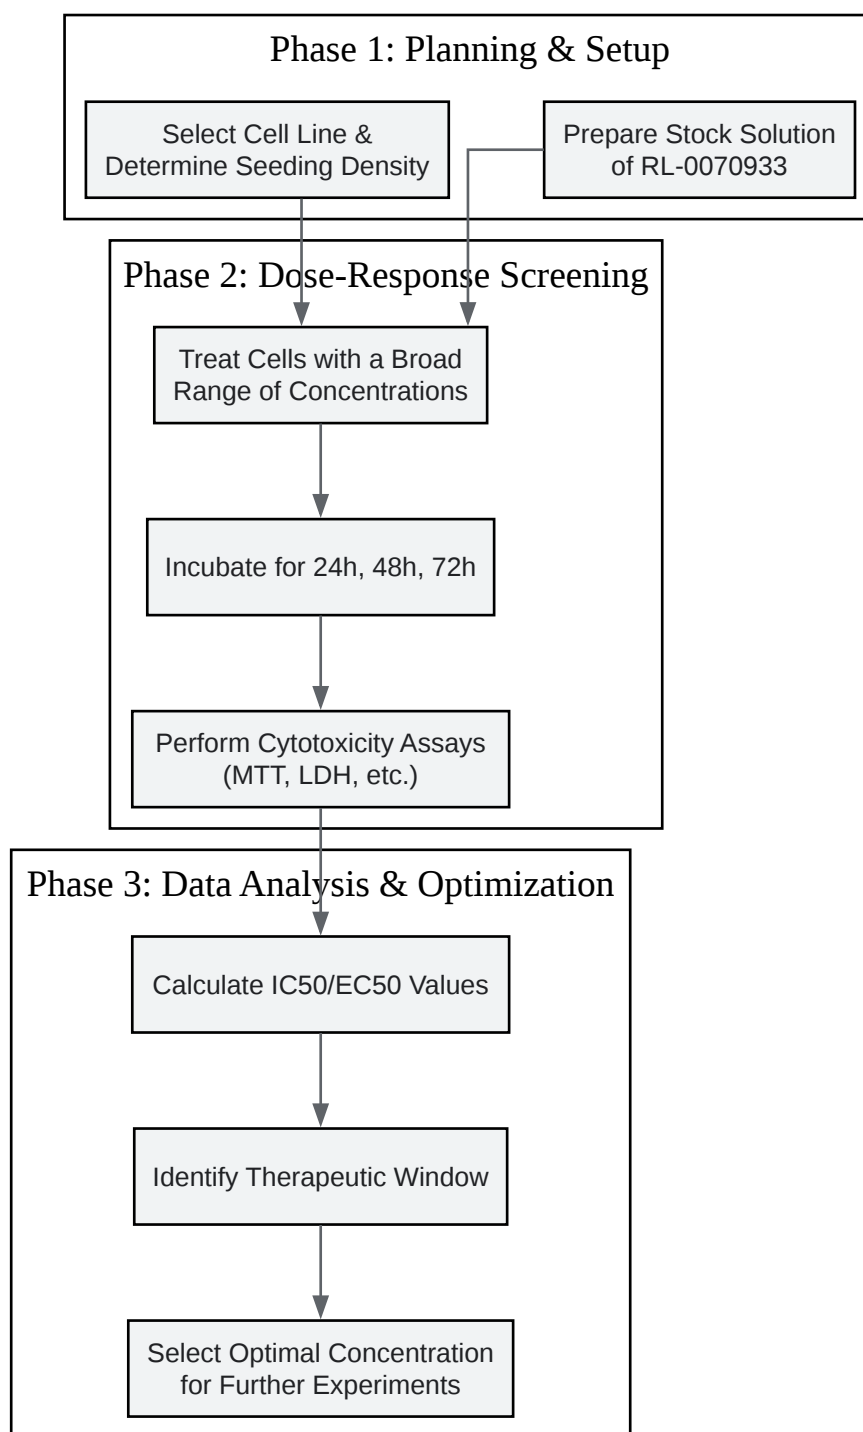 Phase 1: Planning & Setup
Select Cell Line &
Determine Seeding Density
Prepare Stock Solution
of RL-0070933
Phase 2: Dose-Response Screening
Treat Cells with a Broad
Range of Concentrations
Incubate for 24h, 48h, 72h
Perform Cytotoxicity Assays
(MTT, LDH, etc.)
Phase 3: Data Analysis & Optimization
Calculate IC50/EC50 Values
Identify Therapeutic Window
Select Optimal Concentration
for Further Experiments